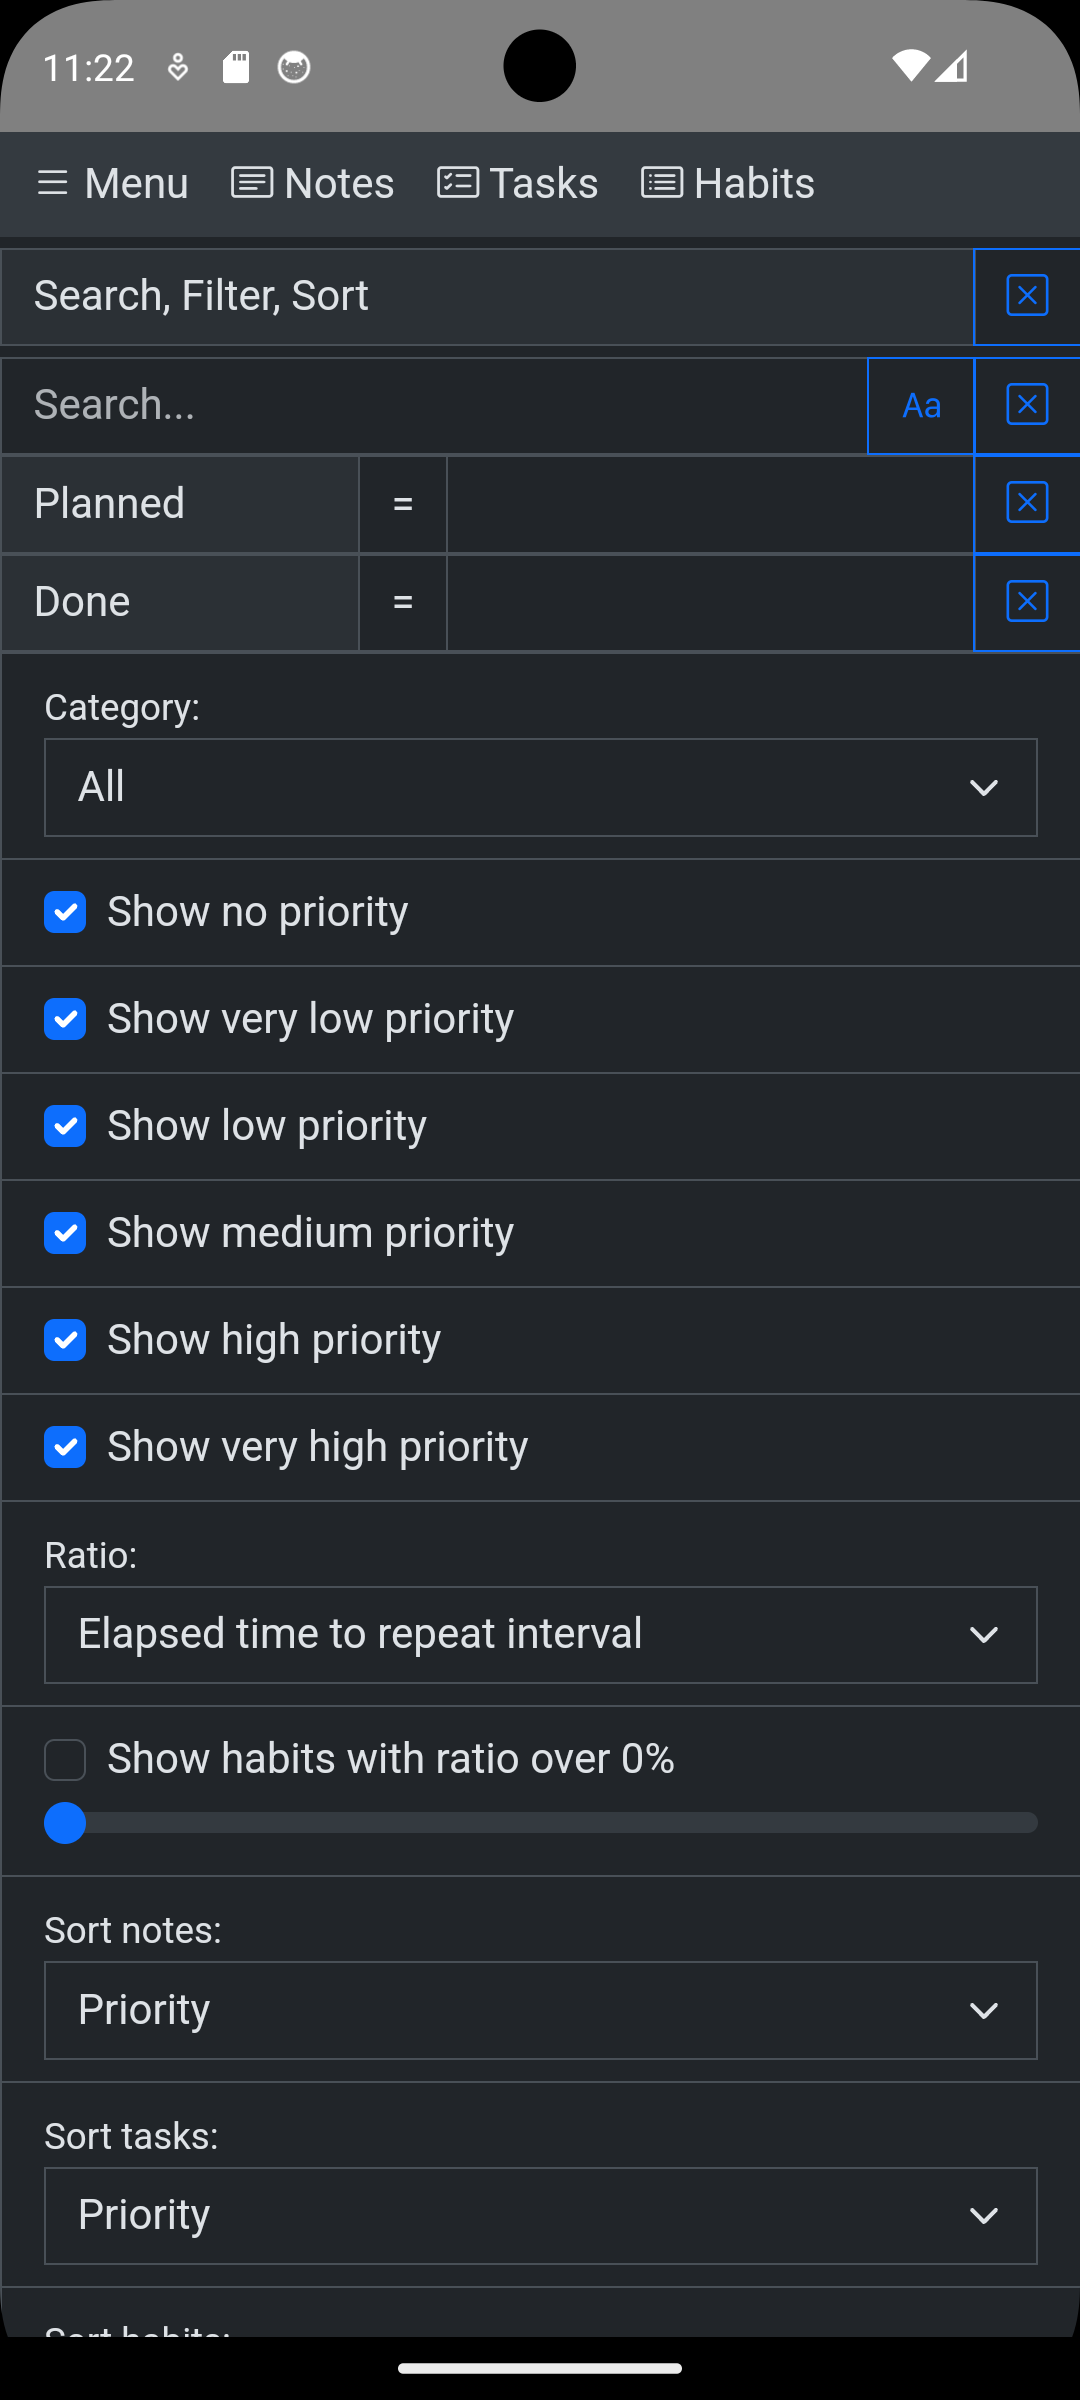 11:22
Menu Notes Tasks Habits
Search, Filter, Sort
Search... Aa
Planned =
Done =
Category:
All
Show no priority
Show very low priority
Show low priority
Show medium priority
Show high priority
Show very high priority
Ratio:
Elapsed time to repeat interval
Show habits with ratio over 0%
Sort notes:
Priority
Sort tasks:
Priority
Sort habits: